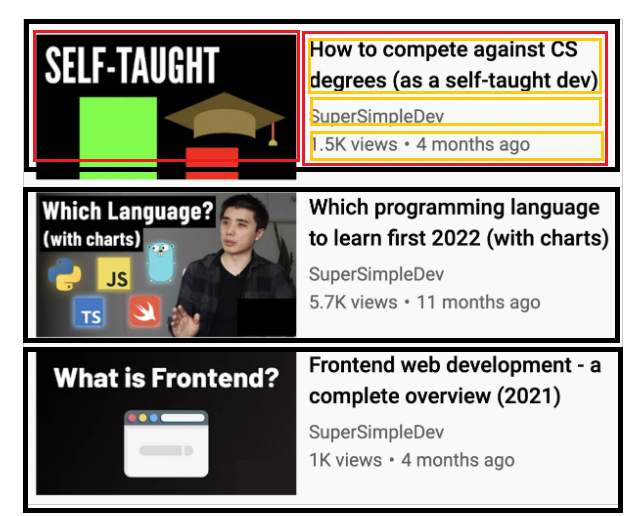 SELF-TAUGHT
How to compete against CS
degrees (as a self-taught dev)
SuperSimpleDev
1.5K views • 4 months ago
Which Language?
(with charts)
JS
TS
Which programming language
to learn first 2022 (with charts)
SuperSimpleDev
5.7K views • 11 months ago
What is Frontend?
Frontend web development - a
complete overview (2021)
SuperSimpleDev
1K views • 4 months ago